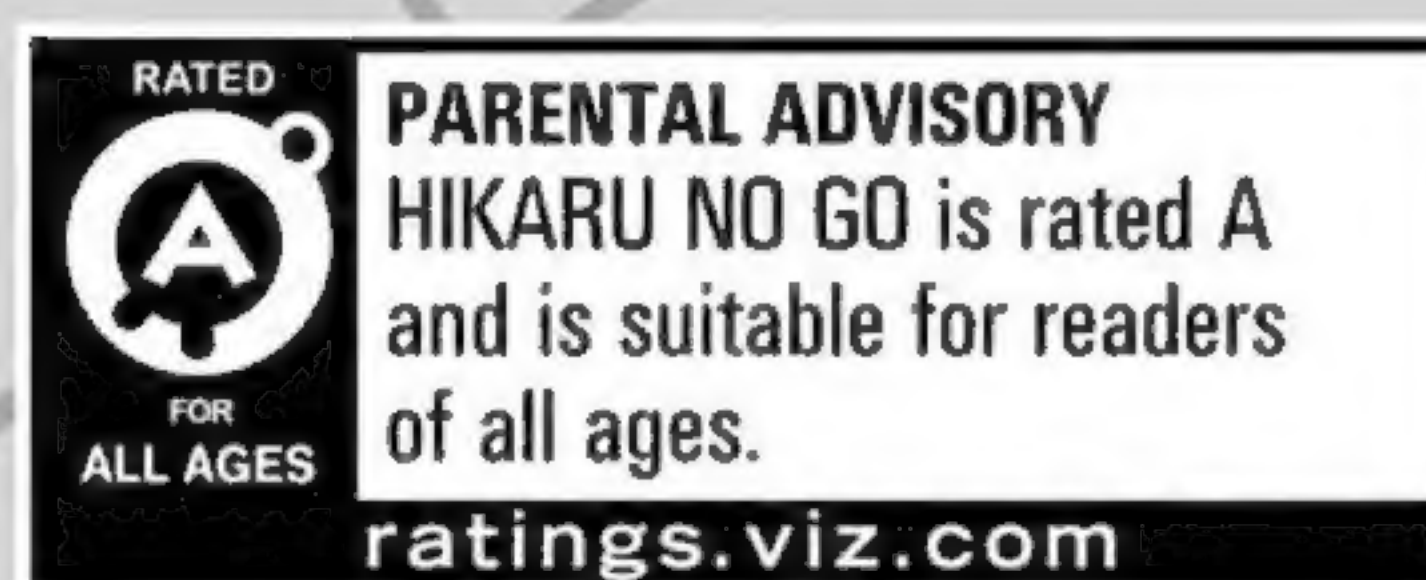 RATED
A
FOR
ALL AGES
PARENTAL ADVISORY
HIKARU NO GO is rated A
and is suitable for readers
of all ages.
ratings.viz.com